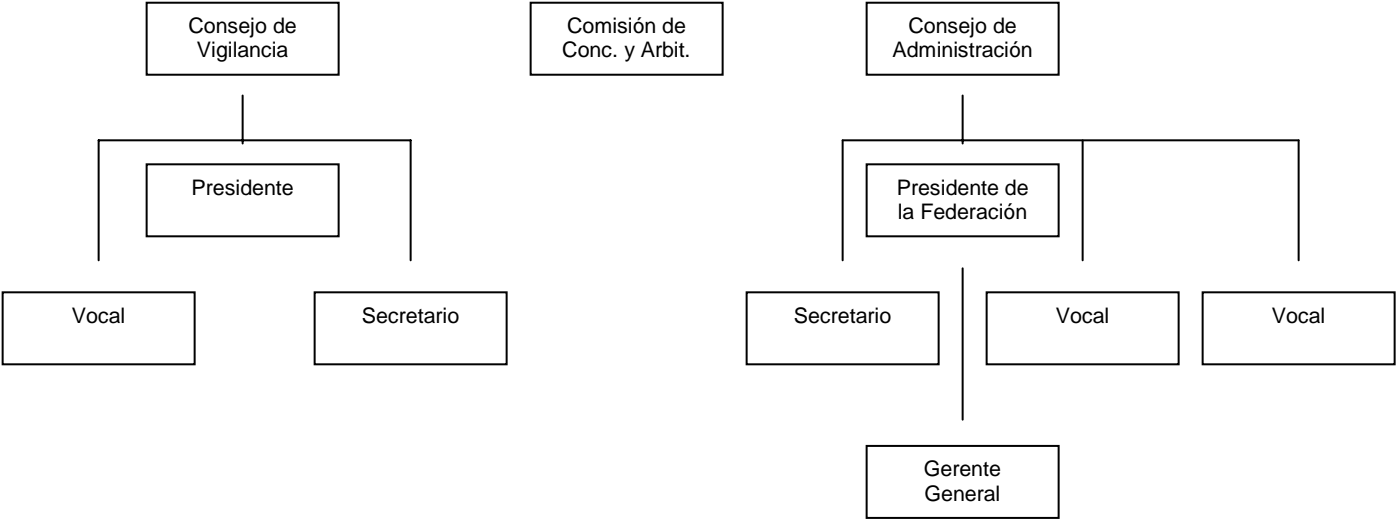 Consejo de
Vigilancia
Comisión de
Conc. y Arbit.
Consejo de
Administración
Presidente
Presidente de
la Federación
Vocal
Secretario
Secretario
Vocal
Vocal
Gerente
General